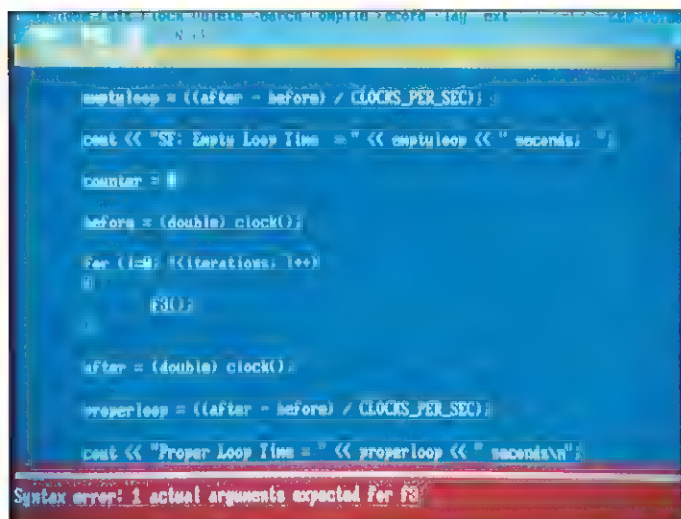 emptyloop = ((after - before) / CLOCKS_PER_SEC);
cout << "SF: Empty Loop Time = " << emptyloop << " seconds; ";
counter =
before = (double) clock();
for (i=0; i<iterations; i++)
f3();
after = (double) clock();
properloop = ((after - before) / CLOCKS_PER_SEC);
cout << "Proper Loop Time = " << properloop << " seconds\n";
Syntax error: 1 actual arguments expected for f3